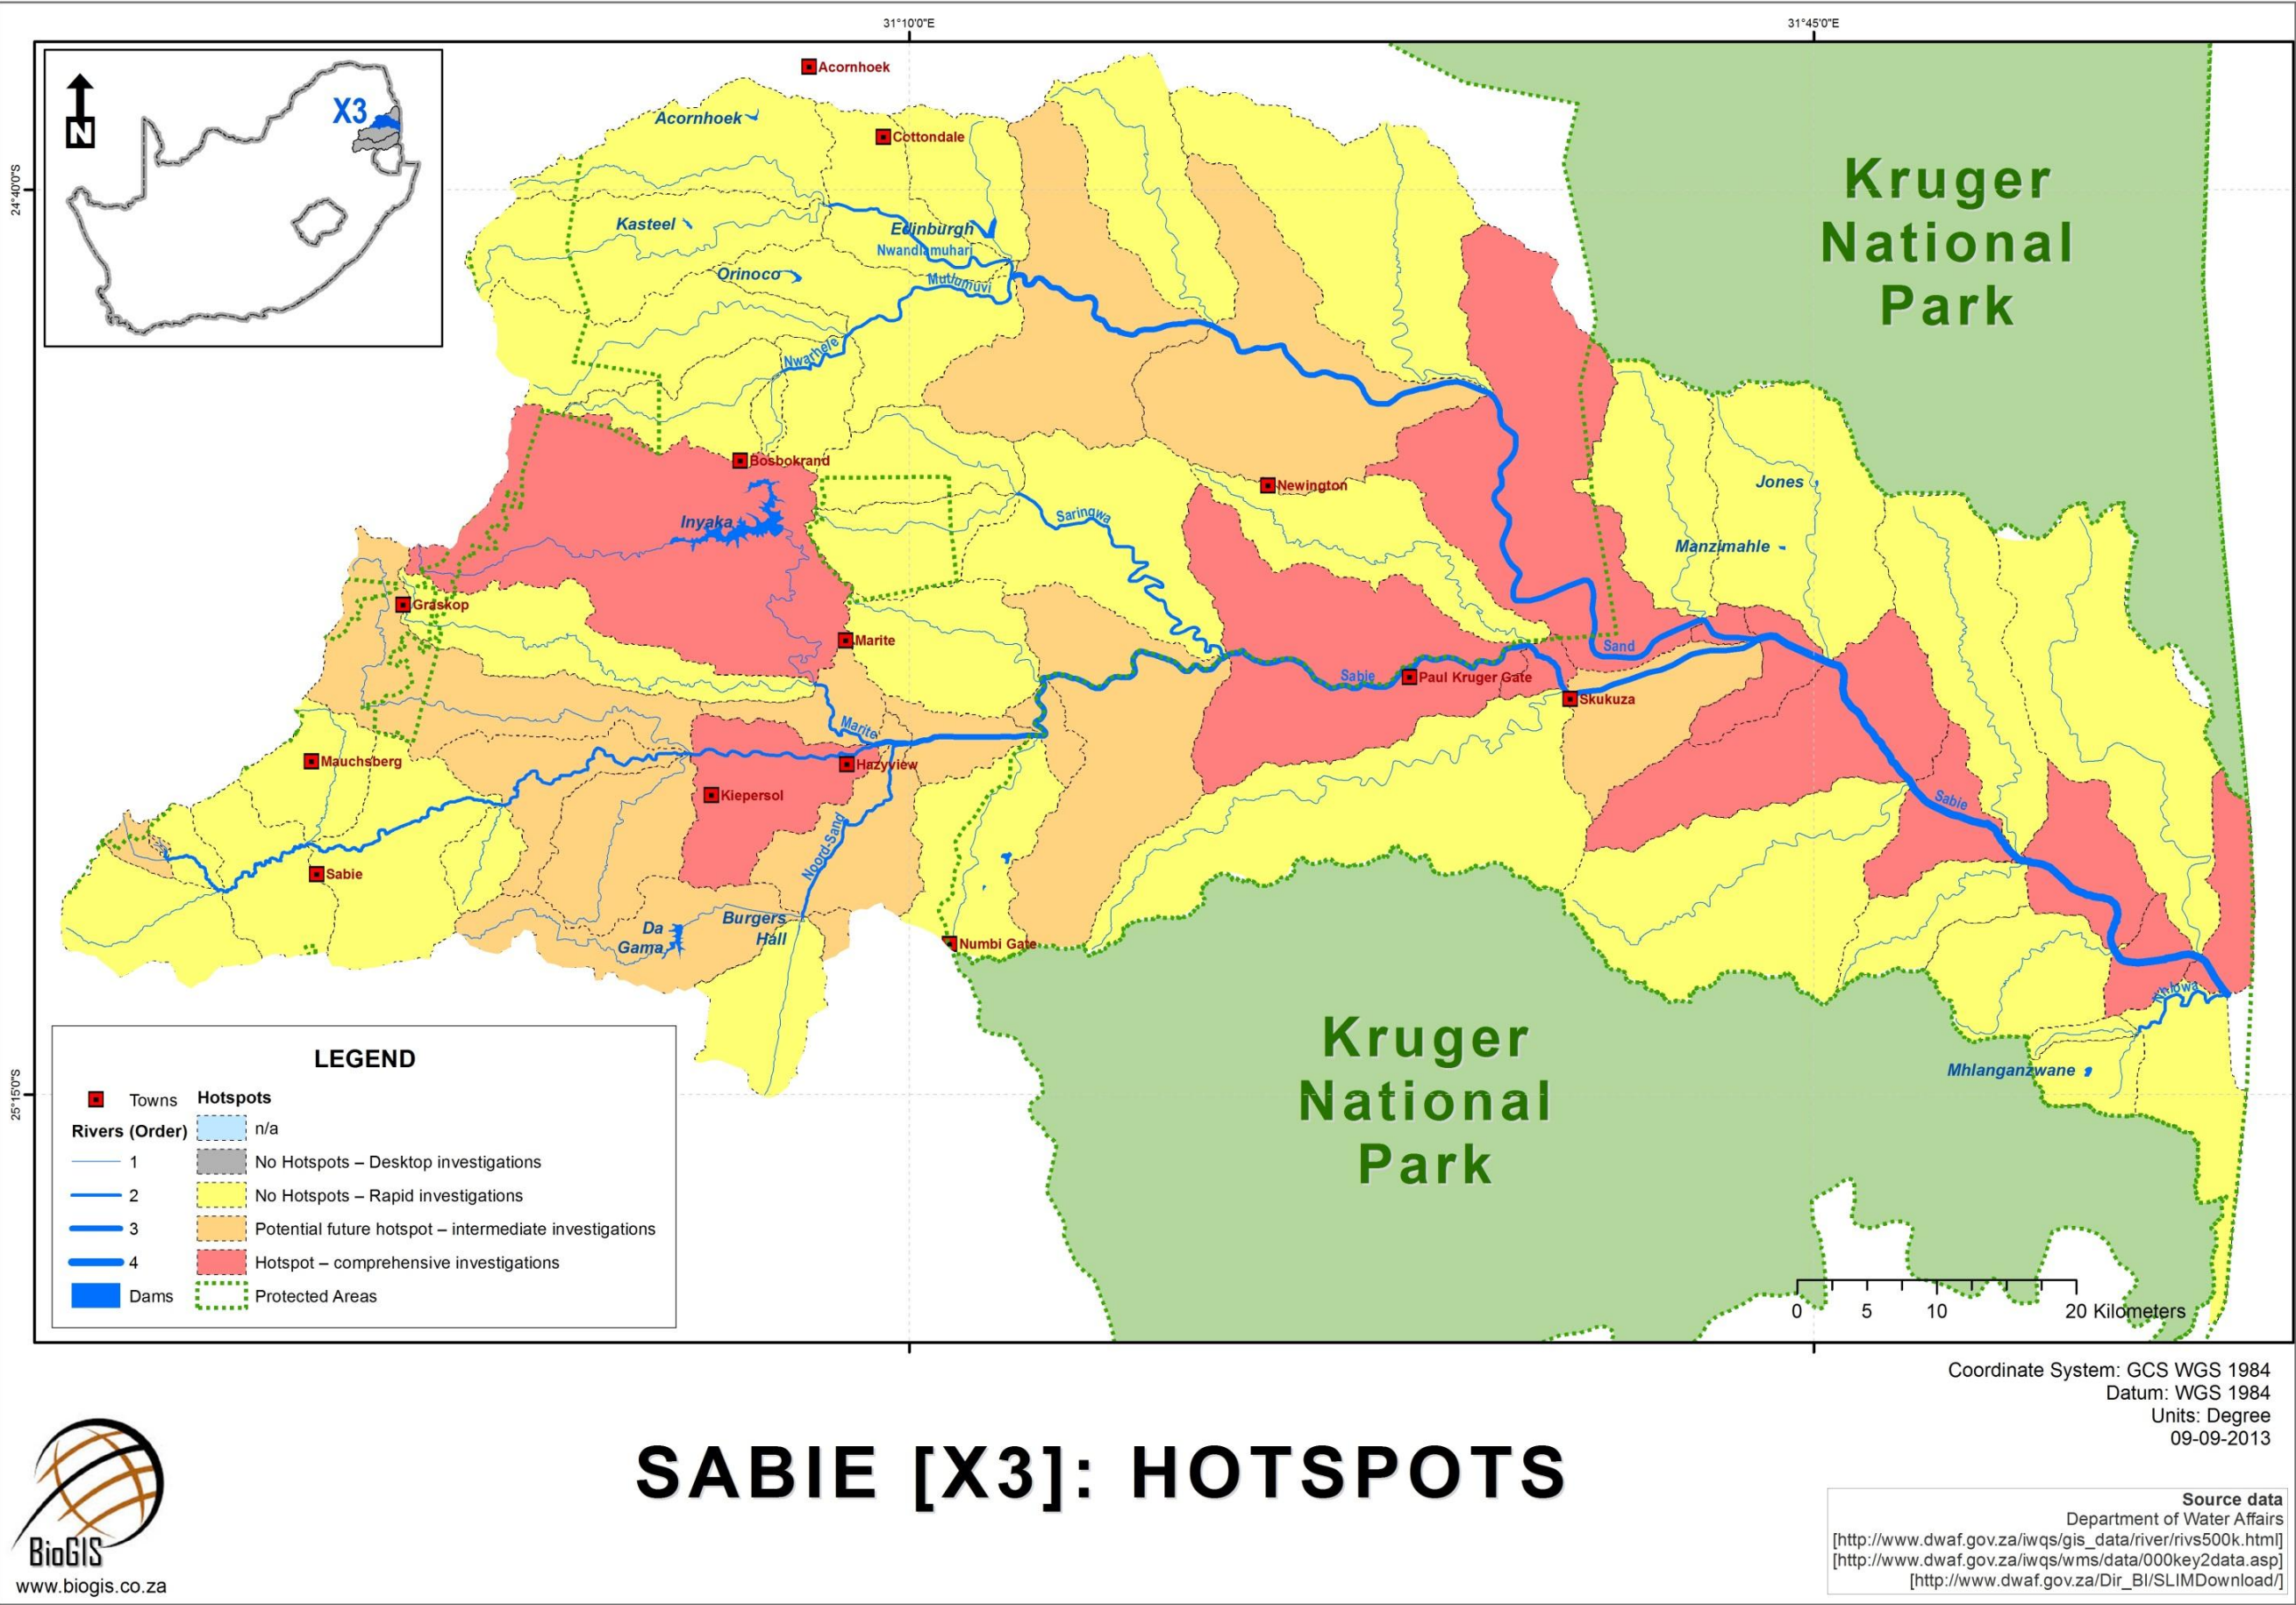 31°10'0"E
31°45'0"E
24°40'0"S
25°15'0"S
N
X3
Acornhoek
Acornhoek
Cottondale
Kasteel
Edinburgh
Nwandlamuhari
Orinoco
Mutlumuvi
Nwarhele
Kruger
National
Park
Bosbokrand
Newington
Inyaka
Saringwa
Jones
Manzimahle
Graskop
Marite
Sand
Sabie
Paul Kruger Gate
Skukuza
Marite
Mauchsberg
Hazyview
Kiepersol
Sabie
Noord-Sand
Sabie
Da
Gama
Burgers
Hall
Numbi Gate
Nhlowa
Mhlanganzwane
Kruger
National
Park
LEGEND
Towns
Hotspots
Rivers (Order)
n/a
1
No Hotspots – Desktop investigations
2
No Hotspots – Rapid investigations
3
Potential future hotspot – intermediate investigations
4
Hotspot – comprehensive investigations
Dams
Protected Areas
0 5 10 20 Kilometers
Coordinate System: GCS WGS 1984
Datum: WGS 1984
Units: Degree
09-09-2013
SABIE [X3]: HOTSPOTS
BioGIS
www.biogis.co.za
Source data
Department of Water Affairs
[http://www.dwaf.gov.za/iwqs/gis_data/river/rivs500k.html]
[http://www.dwaf.gov.za/iwqs/wms/data/000key2data.asp]
[http://www.dwaf.gov.za/Dir_BI/SLIMDownload/]